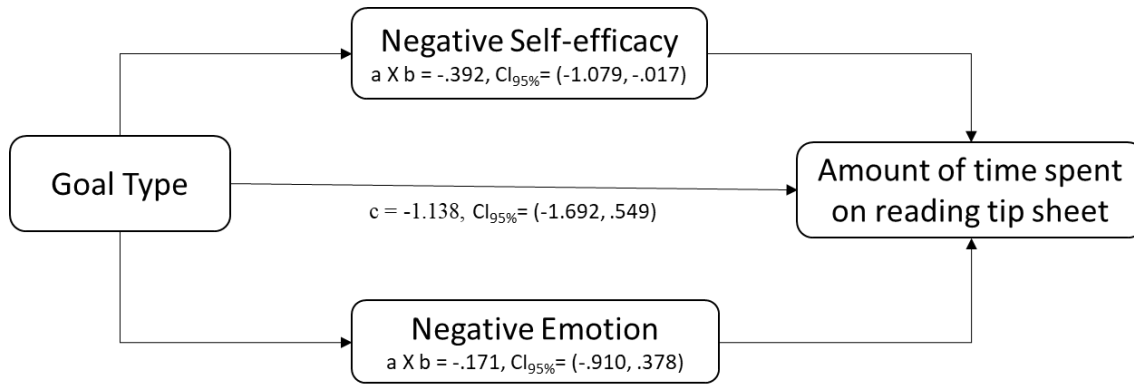 Negative Self-efficacy
a X b = -.392, CI95%= (-1.079, -.017)
Goal Type
Amount of time spent
on reading tip sheet
c = -1.138, CI95%= (-1.692, .549)
Negative Emotion
a X b = -.171, CI95%= (-.910, .378)